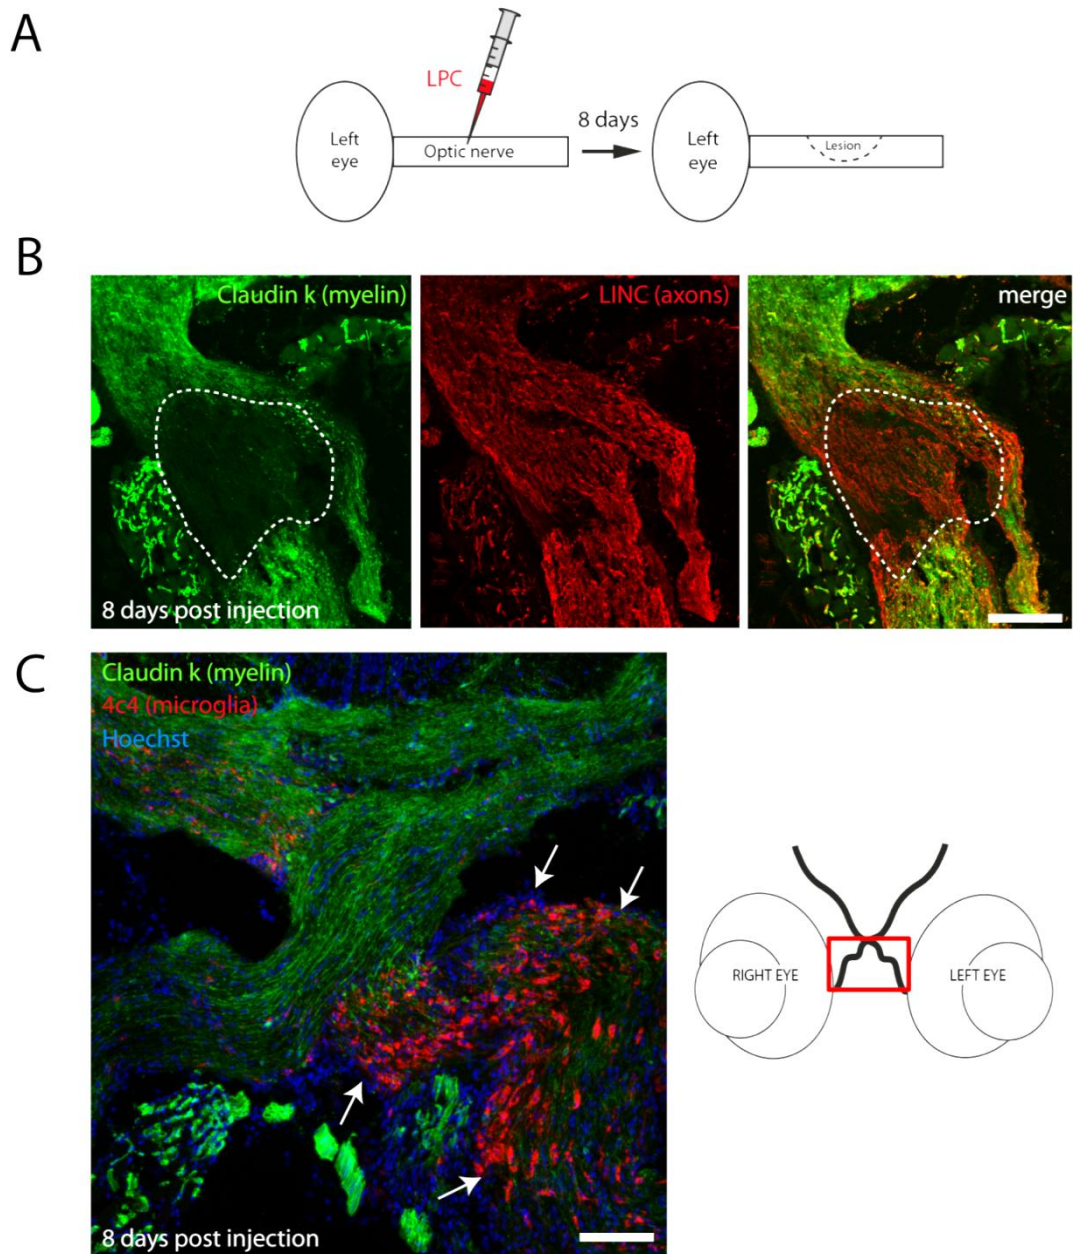 A
LPC
Left
eye
Optic nerve
8 days
Left
eye
Lesion
B
Claudin k (myelin)
LINC (axons)
merge
8 days post injection
C
Claudin k (myelin)
4c4 (microglia)
Hoechst
8 days post injection
RIGHT EYE
LEFT EYE